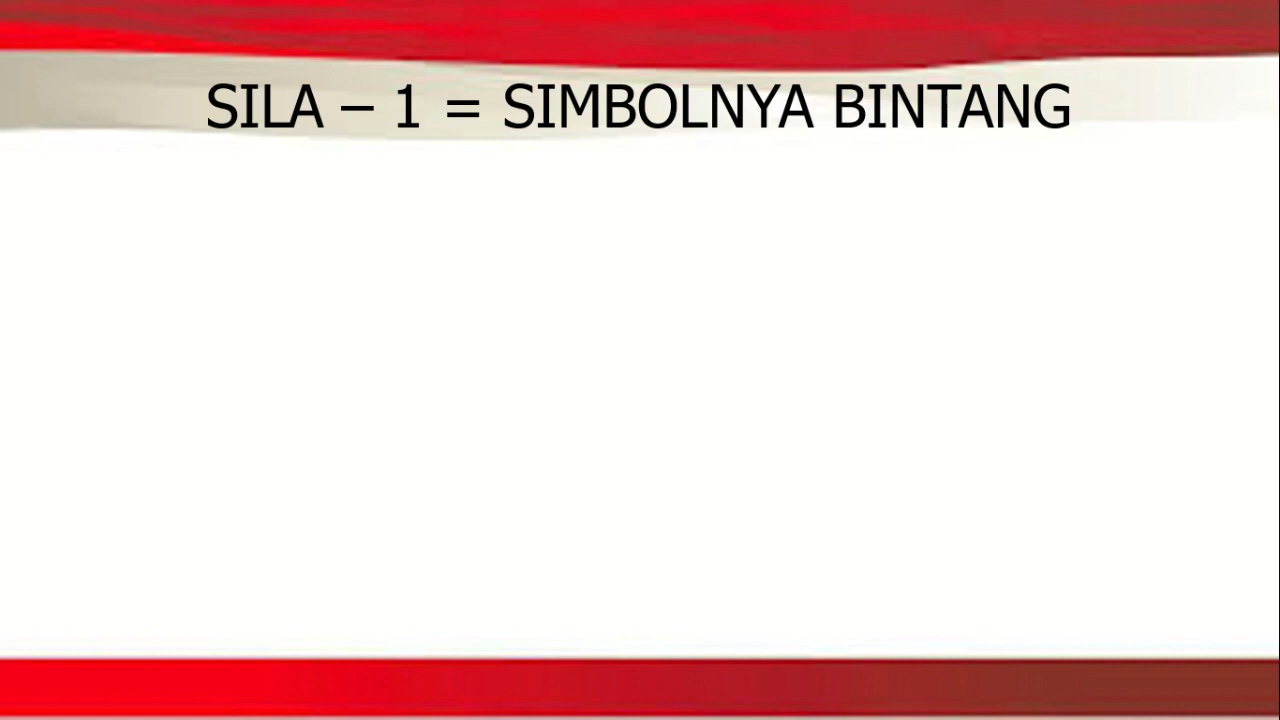 SILA – 1 = SIMBOLNYA BINTANG